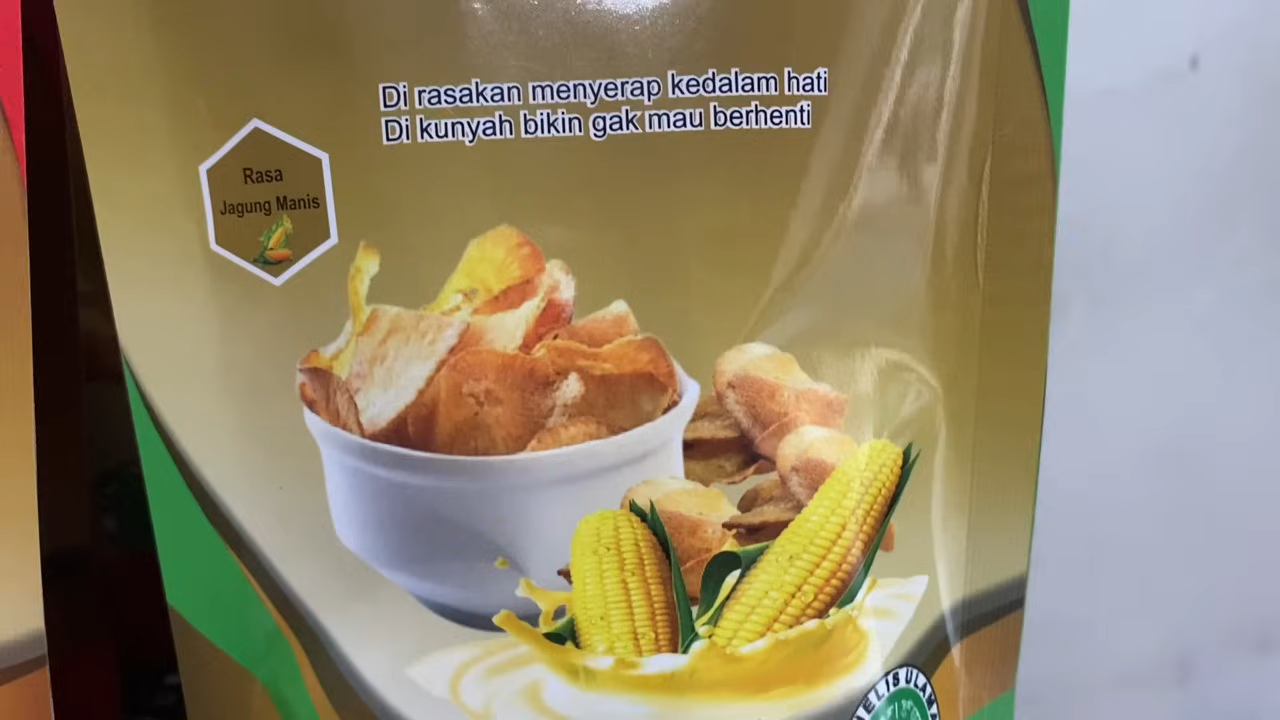 Di rasakan menyerap kedalam hati
Di kunyah bikin gak mau berhenti
Rasa
Jagung Manis